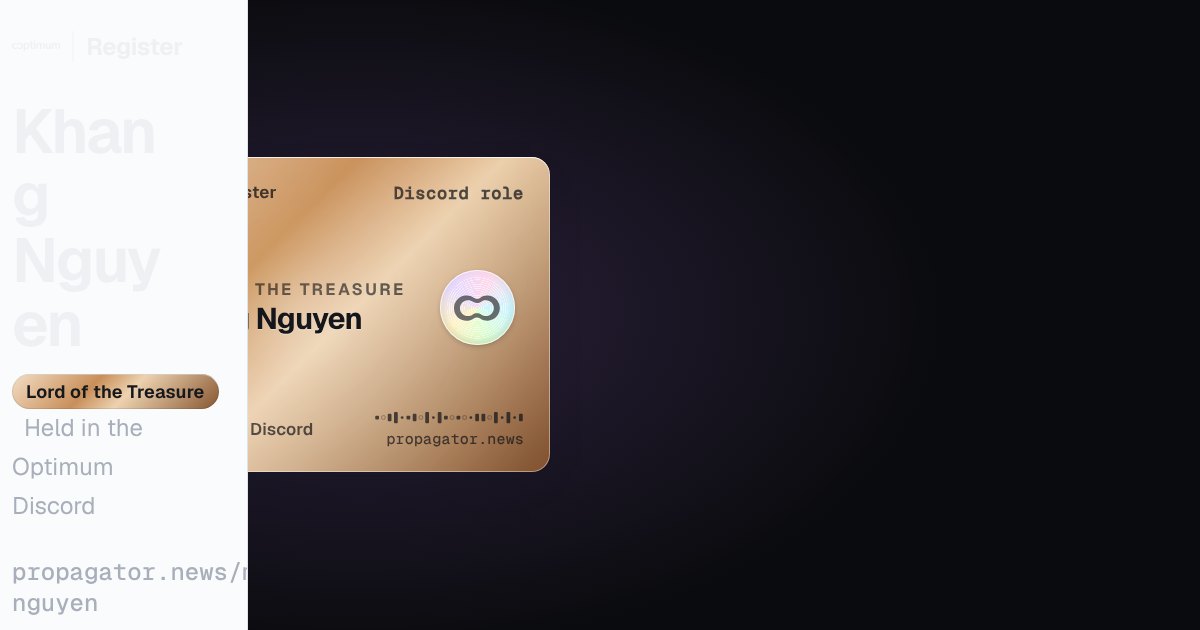 optimum Register
Khan
g
Nguy
en
Lord of the Treasure
Held in the
Optimum
Discord
propagator.news/
nguyen
ster Discord role
THE TREASURE
Nguyen
Discord
propagator.news